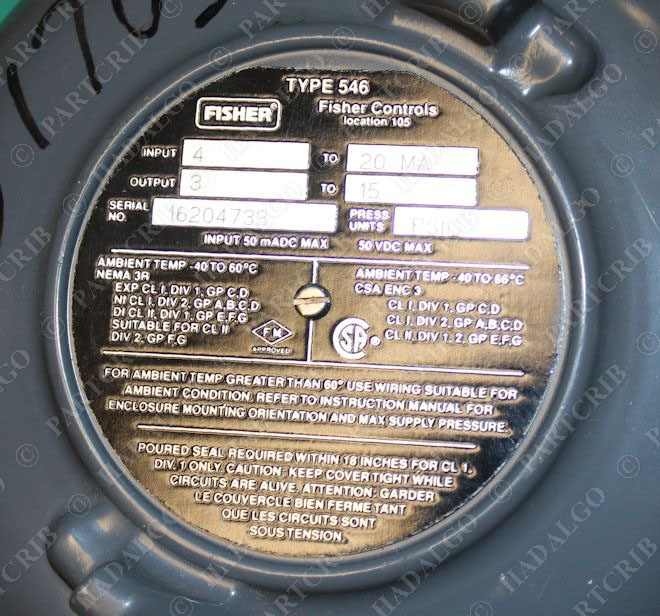 TYPE 546
FISHER Fisher Controls
location 105
INPUT 4 TO 20 MA
OUTPUT 3 TO 15
SERIAL NO. PRESS UNITS PSIG
INPUT 50 mADC MAX 50 VDC MAX
AMBIENT TEMP -40 TO 60°C
NEMA 3R
EXP CL I, DIV 1, GP C,D
NI CL I, DIV 2, GP A,B,C,D
DI CL II, DIV 1, GP E,F,G
SUITABLE FOR CL II
DIV 2, GP F,G
FM
APPROVED
AMBIENT TEMP -40 TO 66°C
CSA ENC 3
CL I, DIV 1, GP C,D
CL I, DIV 2, GP A,B,C,D
CL II, DIV 1, 2, GP E,F,G
SA
FOR AMBIENT TEMP GREATER THAN 60° USE WIRING SUITABLE FOR
AMBIENT CONDITION. REFER TO INSTRUCTION MANUAL FOR
ENCLOSURE MOUNTING ORIENTATION AND MAX SUPPLY PRESSURE.
POURED SEAL REQUIRED WITHIN 18 INCHES FOR CL 1,
DIV. 1 ONLY. CAUTION: KEEP COVER TIGHT WHILE
CIRCUITS ARE ALIVE. ATTENTION: GARDER
LE COUVERCLE BIEN FERME TANT
QUE LES CIRCUITS SONT
SOUS TENSION.
© PARTCRIB
© HADALGO